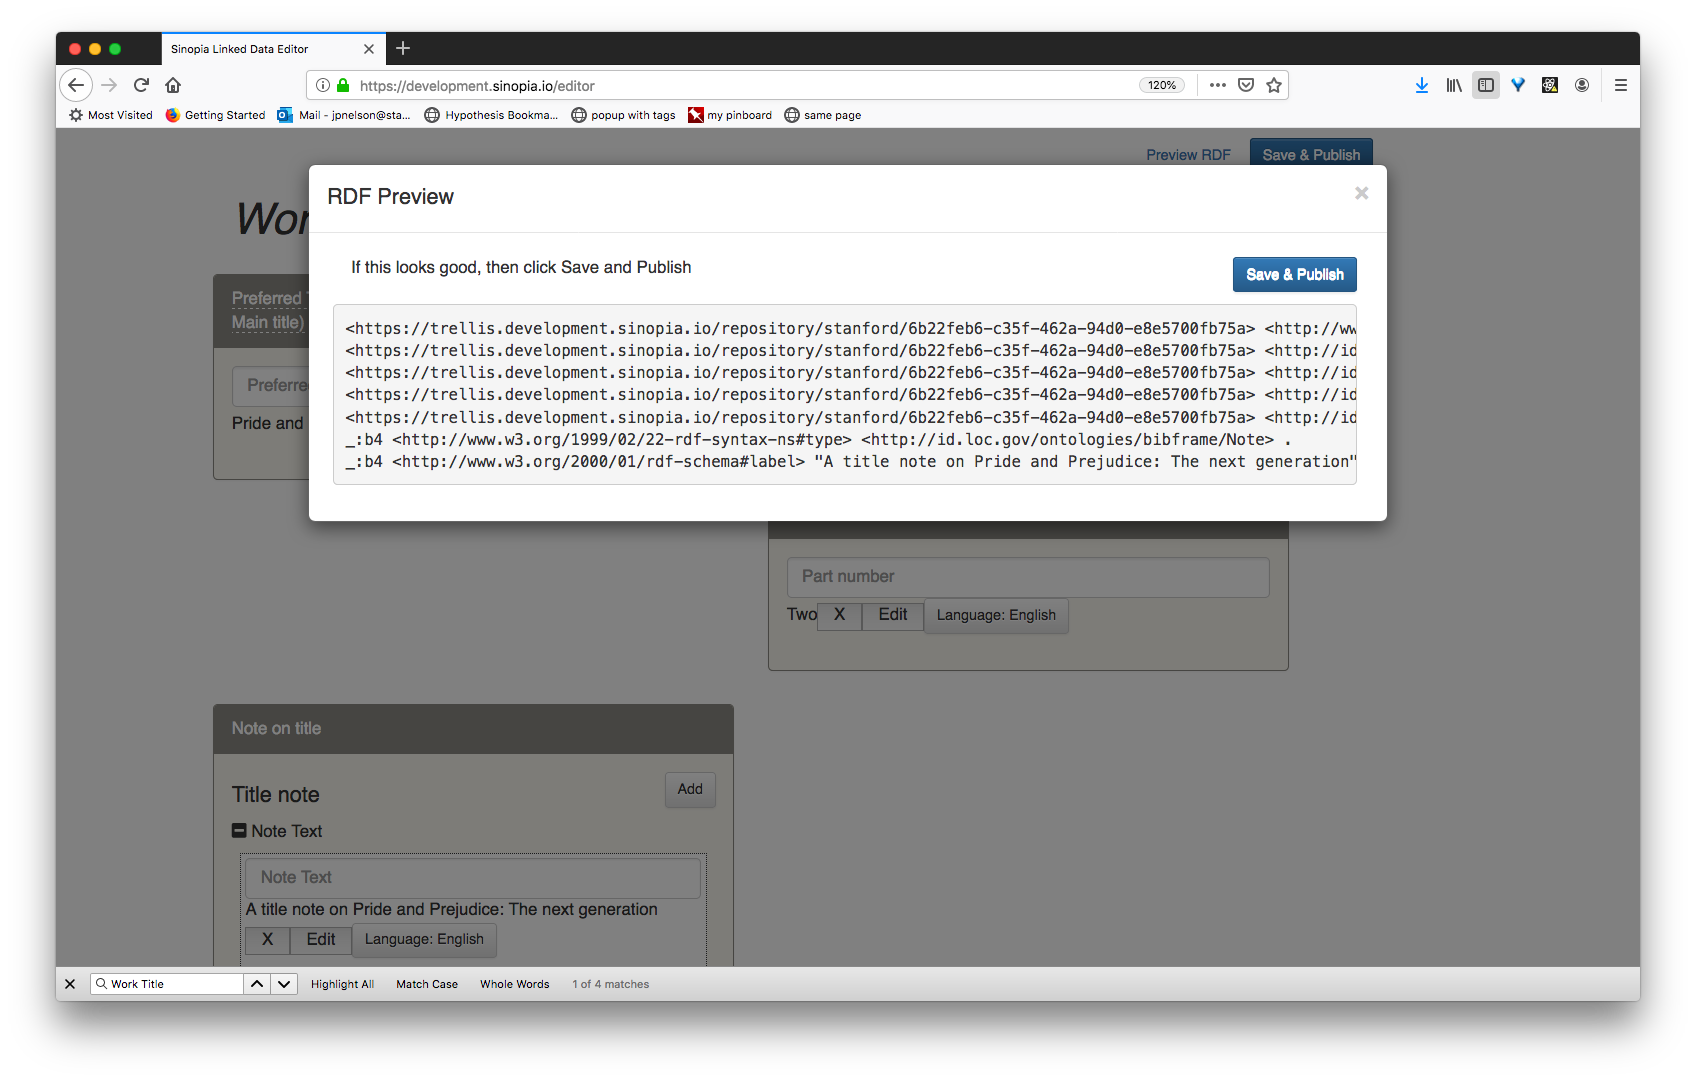 Sinopia Linked Data Editor
https://development.sinopia.io/editor
120%
Most Visited
Getting Started
Mail - jpnelson@sta...
Hypothesis Bookma...
popup with tags
my pinboard
same page
Preview RDF
Save & Publish
RDF Preview
If this looks good, then click Save and Publish
Save & Publish
<https://trellis.development.sinopia.io/repository/stanford/6b22feb6-c35f-462a-94d0-e8e5700fb75a> <http://ww
<https://trellis.development.sinopia.io/repository/stanford/6b22feb6-c35f-462a-94d0-e8e5700fb75a> <http://id
<https://trellis.development.sinopia.io/repository/stanford/6b22feb6-c35f-462a-94d0-e8e5700fb75a> <http://id
<https://trellis.development.sinopia.io/repository/stanford/6b22feb6-c35f-462a-94d0-e8e5700fb75a> <http://id
<https://trellis.development.sinopia.io/repository/stanford/6b22feb6-c35f-462a-94d0-e8e5700fb75a> <http://id
_:b4 <http://www.w3.org/1999/02/22-rdf-syntax-ns#type> <http://id.loc.gov/ontologies/bibframe/Note> .
_:b4 <http://www.w3.org/2000/01/rdf-schema#label> "A title note on Pride and Prejudice: The next generation"
Wor
Preferred
Main title)
Preferre
Pride and
Part number
Two X Edit Language: English
Note on title
Title note
Add
Note Text
Note Text
A title note on Pride and Prejudice: The next generation
X Edit Language: English
Work Title
Highlight All
Match Case
Whole Words
1 of 4 matches